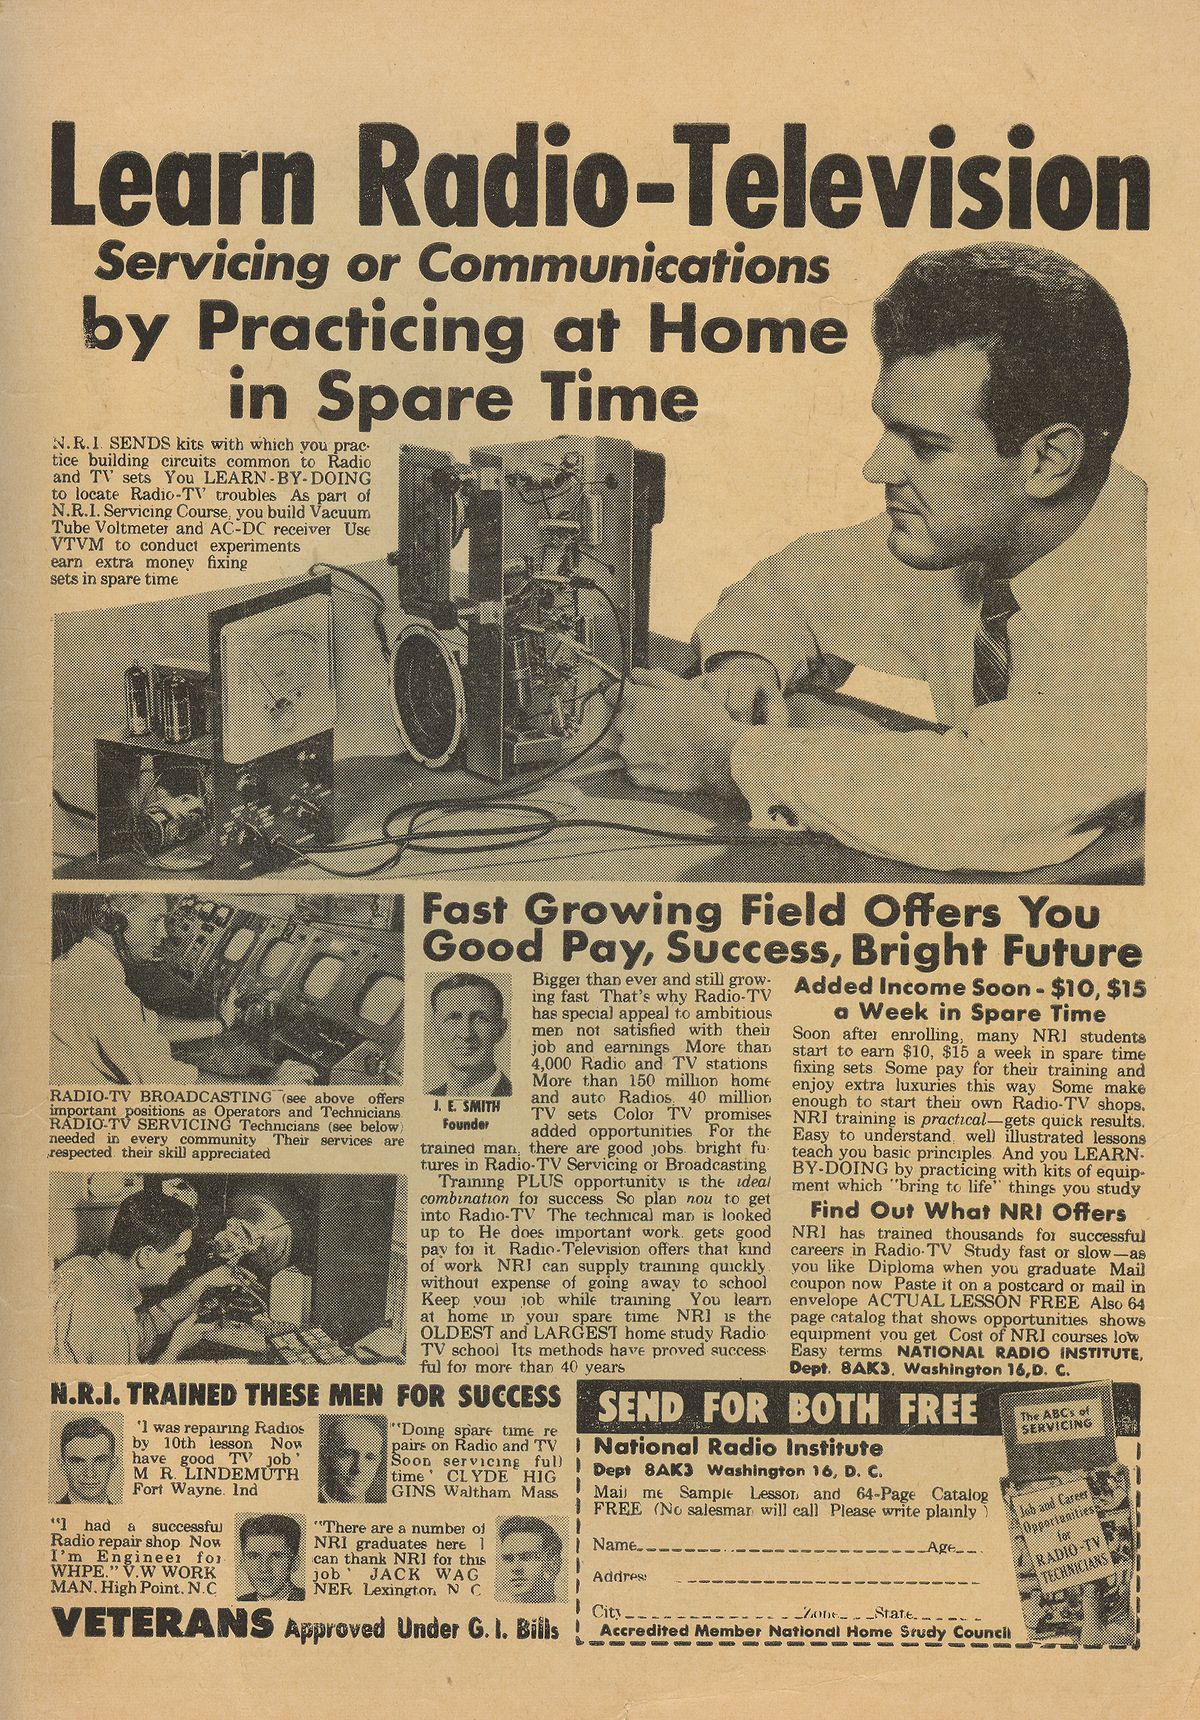 Learn Radio-Television
Servicing or Communications
by Practicing at Home
in Spare Time
N.R.I. SENDS kits with which you prac-
tice building circuits common to Radio
and TV sets You LEARN-BY-DOING
to locate Radio-TV troubles As part of
N.R.I. Servicing Course, you build Vacuum
Tube Voltmeter and AC-DC receiver Use
VTVM to conduct experiments
earn extra money fixing
sets in spare time
RADIO-TV BROADCASTING (see above offers
important positions as Operators and Technicians
RADIO-TV SERVICING Technicians (see below)
needed in every community Their services are
respected their skill appreciated
Fast Growing Field Offers You
Good Pay, Success, Bright Future
J. E. SMITH
Founder
Bigger than ever and still grow-
ing fast That's why Radio-TV
has special appeal to ambitious
men not satisfied with their
job and earnings More than
4,000 Radio and TV stations
More than 150 million home
and auto Radios, 40 million
TV sets Color TV promises
added opportunities For the
trained man, there are good jobs, bright fu
tures in Radio-TV Servicing or Broadcasting
Training PLUS opportunity is the ideal
combination for success So plan now to get
into Radio-TV The technical man is looked
up to He does important work, gets good
pay for it Radio-Television offers that kind
of work NRI can supply training quickly
without expense of going away to school
Keep your job while training You learn
at home in your spare time NRI is the
OLDEST and LARGEST home study Radio
TV school Its methods have proved success
ful for more than 40 years
Added Income Soon - $10, $15
a Week in Spare Time
Soon after enrolling, many NRI students
start to earn $10, $15 a week in spare time
fixing sets Some pay for their training and
enjoy extra luxuries this way Some make
enough to start their own Radio-TV shops.
NRI training is practical—gets quick results.
Easy to understand, well illustrated lessons
teach you basic principles And you LEARN-
BY-DOING by practicing with kits of equip-
ment which "bring to life" things you study
Find Out What NRI Offers
NRI has trained thousands for successful
careers in Radio-TV Study fast or slow—as
you like Diploma when you graduate Mail
coupon now Paste it on a postcard or mail in
envelope ACTUAL LESSON FREE Also 64
page catalog that shows opportunities shows
equipment you get Cost of NRI courses low
Easy terms NATIONAL RADIO INSTITUTE,
Dept. 8AK3, Washington 16, D. C.
N.R.I. TRAINED THESE MEN FOR SUCCESS
'I was repairing Radios
by 10th lesson Now
have good TV job'
M R. LINDEMUTH
Fort Wayne, Ind
"Doing spare time re
pairs on Radio and TV
Soon servicing full
time' CLYDE HIG
GINS Waltham Mass
"I had a successful
Radio repair shop Now
I'm Engineer for
WHPE." V.W WORK
MAN, High Point, N.C
"There are a number of
NRI graduates here I
can thank NRI for this
job' JACK WAG
NER Lexington N C
VETERANS Approved Under G. I. Bills
SEND FOR BOTH FREE
National Radio Institute
Dept 8AK3 Washington 16, D. C.
Mail me Sample Lesson and 64-Page Catalog
FREE (No salesman will call Please write plainly )
Name Age
Address
City Zone State
Accredited Member National Home Study Council
The ABC's of
SERVICING
Job and Career
Opportunities
for
RADIO-TV
TECHNICIANS